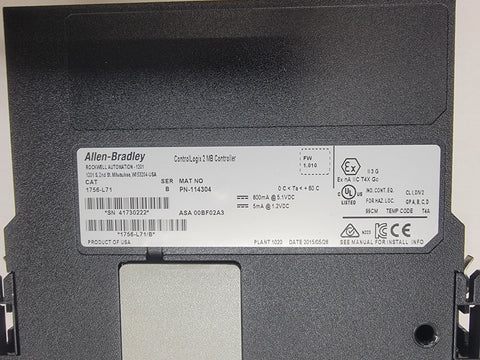 Allen-Bradley
ControlLogix 2 MB Controller
FW
1.010
ROCKWELL AUTOMATION - 1201
1201 S 2nd St. Milwaukee, WI 53204-USA
CAT SER MAT NO
1756-L71 B PN-114304
0 C ≤ Ta ≤ + 60 C
800mA @ 5.1VDC
5mA @ 1.2VDC
"SN 41730222" ASA 00BF02A3
"1756-L71/B"
PRODUCT OF USA
PLANT 1020 DATE 2015/05/28
Ex
II 3 G
Ex nA IIC T4X Gc
UL
LISTED
US
IND. CONT. EQ.
FOR HAZ. LOC.
CL I, DIV 2
GP A, B, C, D
99CM TEMP CODE T4A
SEE MANUAL FOR INSTALL INFO